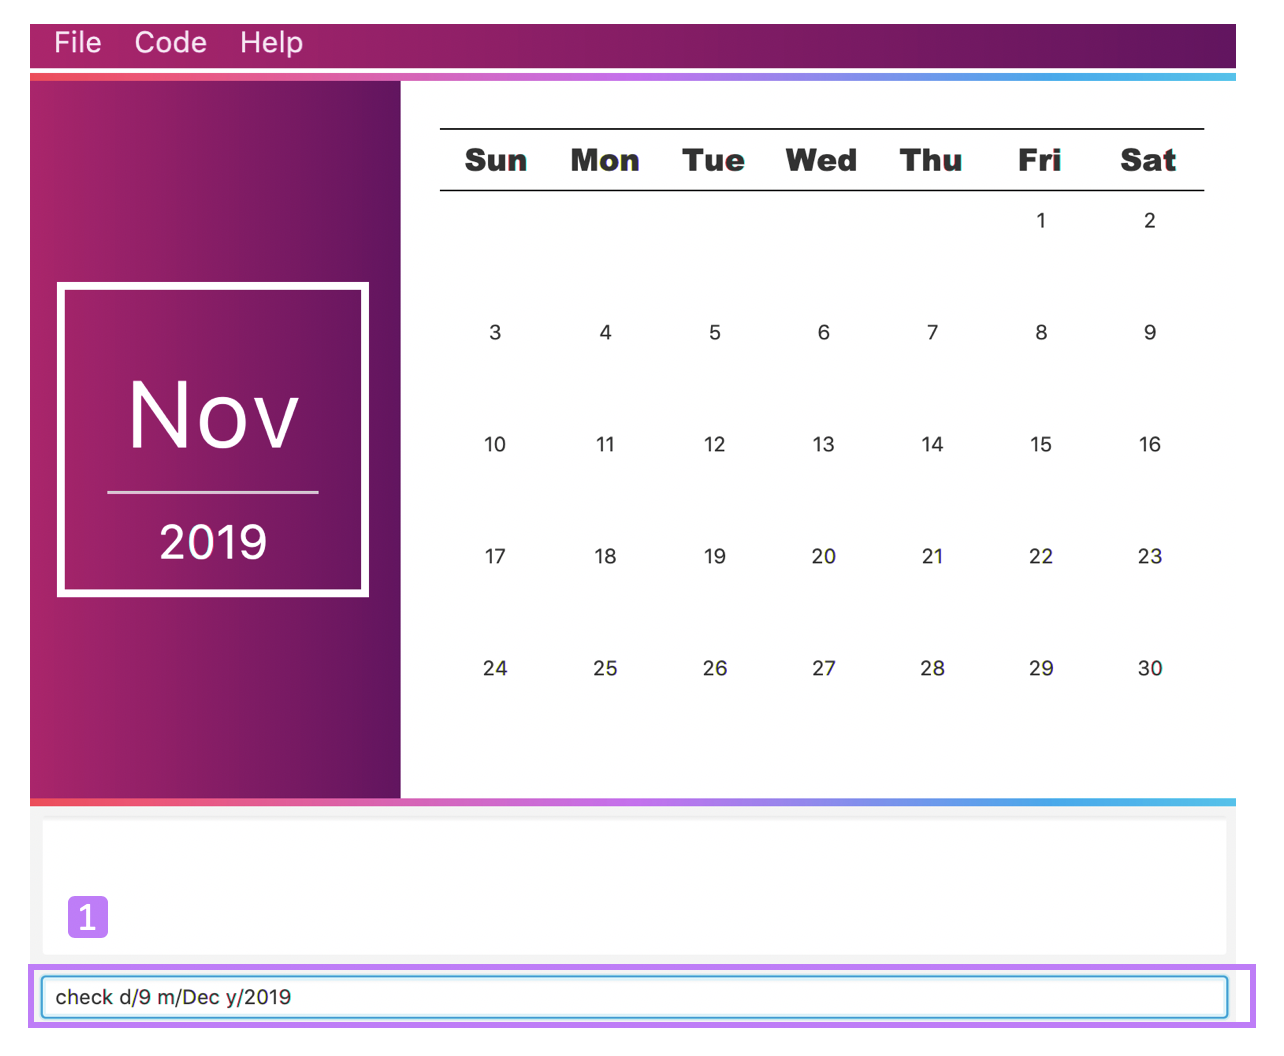 File Code Help
Nov
2019
Sun Mon Tue Wed Thu Fri Sat
1 2
3 4 5 6 7 8 9
10 11 12 13 14 15 16
17 18 19 20 21 22 23
24 25 26 27 28 29 30
1
check d/9 m/Dec y/2019